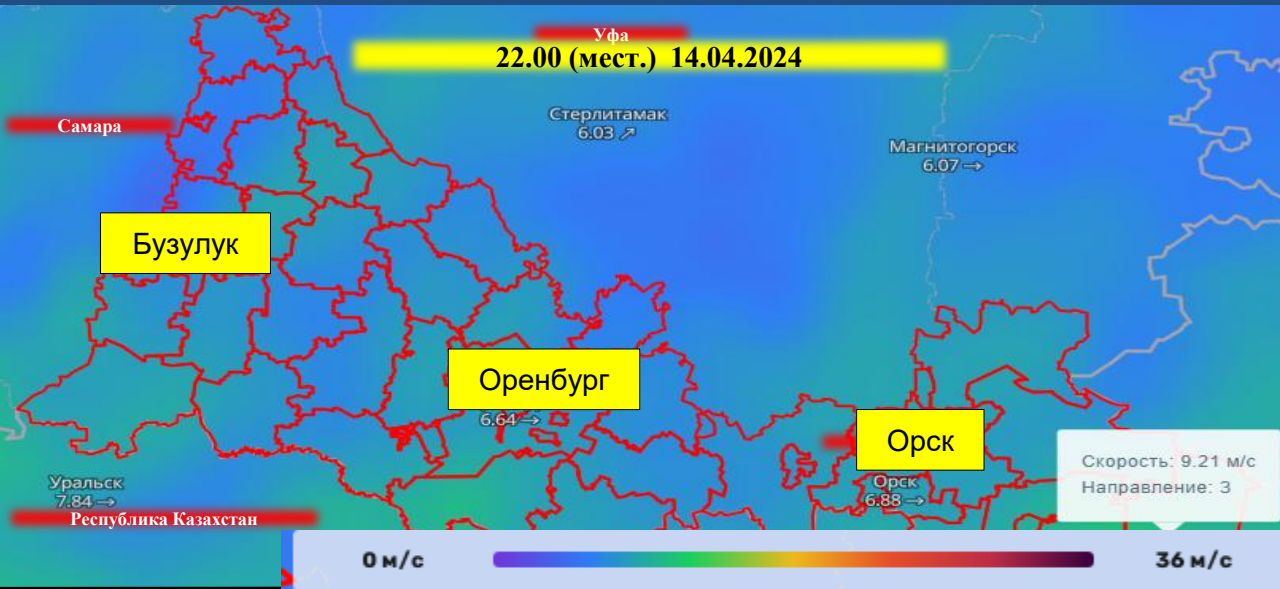 Уфа
22.00 (мест.) 14.04.2024
Самара
Стерлитамак
6.03 ↗
Магнитогорск
6.07 →
Бузулук
Оренбург
6.64 →
Орск
Скорость: 9.21 м/с
Направление: З
Уральск
7.84 →
Орск
6.88 →
Республика Казахстан
0 м/с
36 м/с